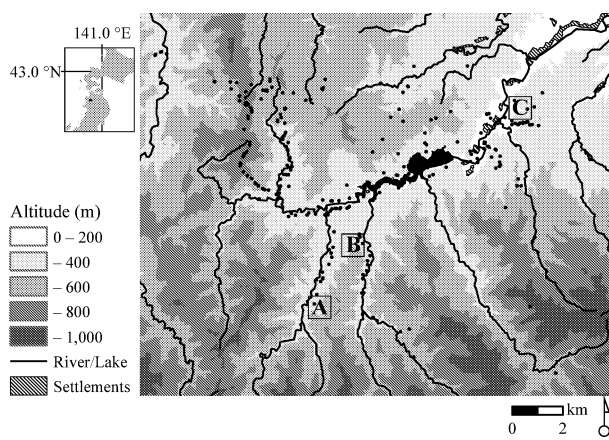 141.0 °E
43.0 °N
C
B
A
Altitude (m)
0 – 200
– 400
– 600
– 800
– 1,000
River/Lake
Settlements
km
0 2